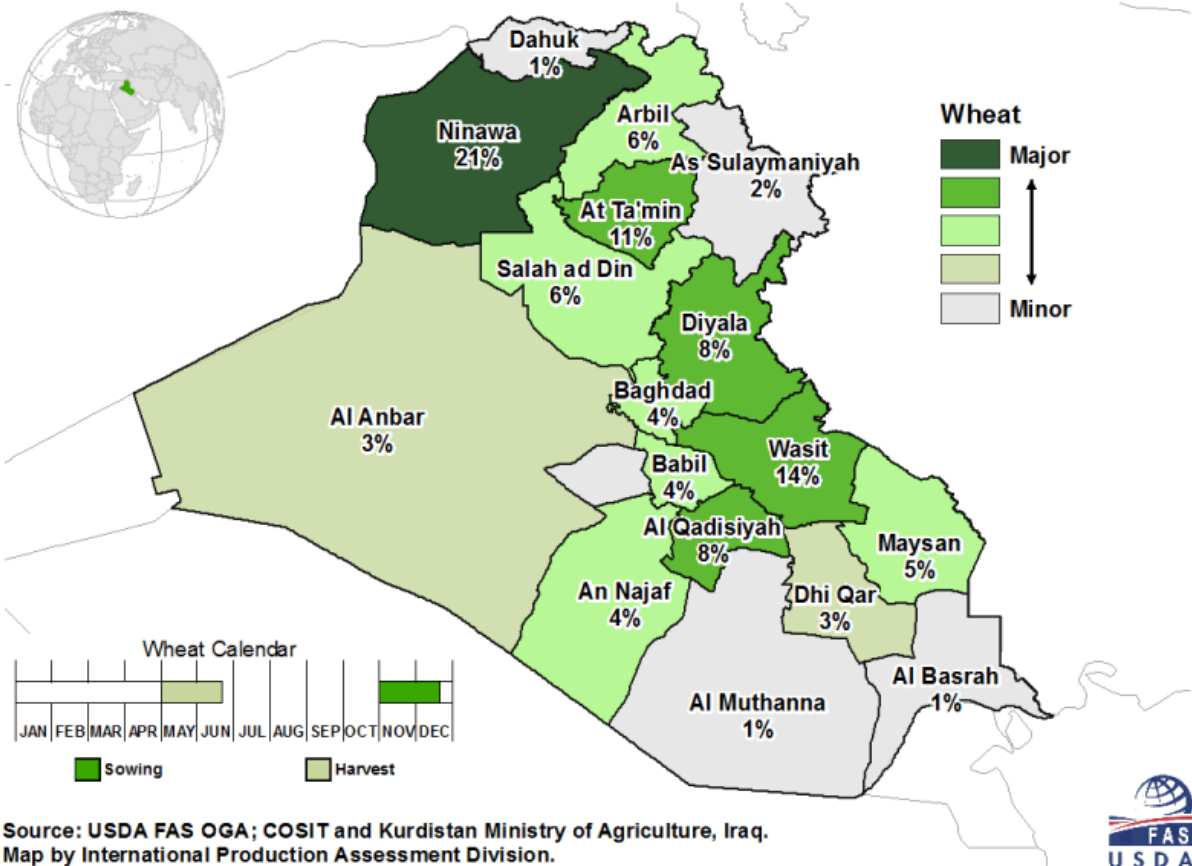 Dahuk
1%
Ninawa
21%
Arbil
6%
As Sulaymaniyah
2%
At Ta'min
11%
Salah ad Din
6%
Diyala
8%
Baghdad
4%
Al Anbar
3%
Wasit
14%
Babil
4%
Al Qadisiyah
8%
Maysan
5%
An Najaf
4%
Dhi Qar
3%
Al Basrah
1%
Al Muthanna
1%
Wheat
Major
Minor
Wheat Calendar
JAN FEB MAR APR MAY JUN JUL AUG SEP OCT NOV DEC
Sowing Harvest
Source: USDA FAS OGA; COSIT and Kurdistan Ministry of Agriculture, Iraq.
Map by International Production Assessment Division.
FAS
USDA